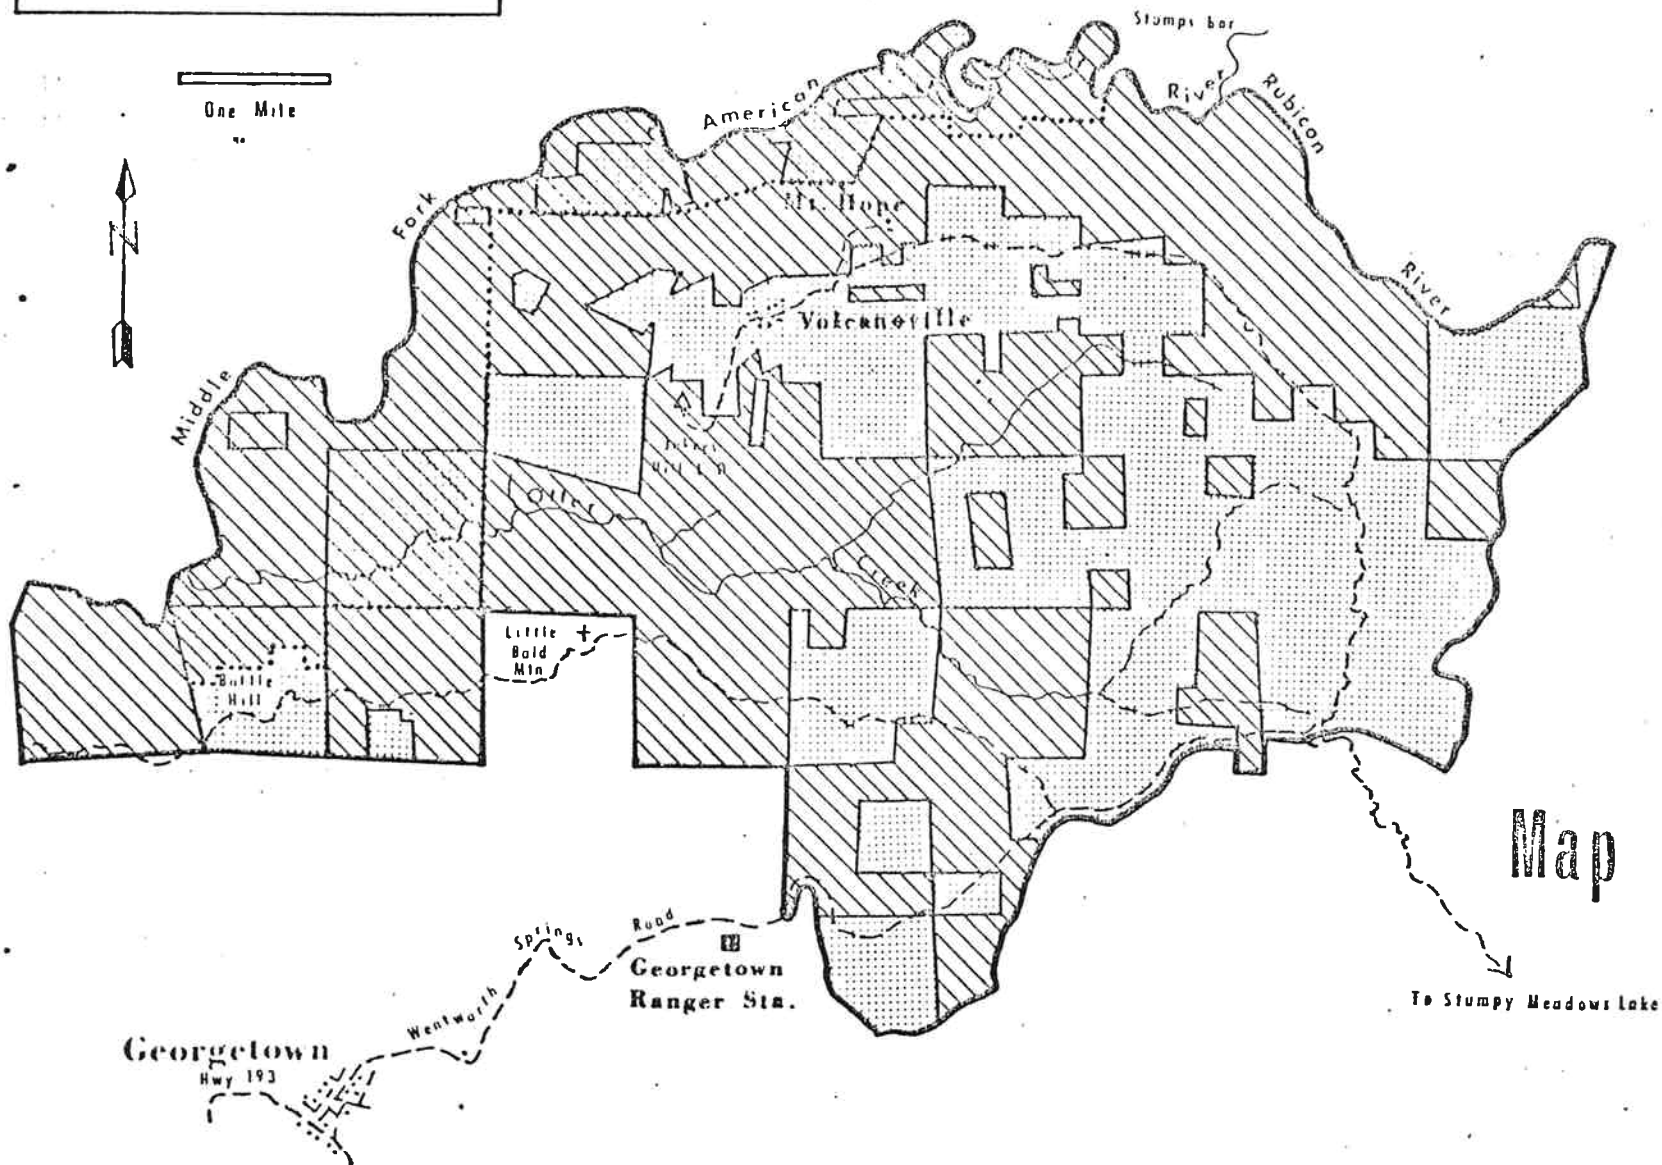 Stumps bar
One Mile
American
River
Rubicon
River
N
Fork
Mt. Hope
Volcanoville
Middle
Hill L.O.
Otter
Creek
Little
Bald
Mtn
Bottle
Hill
Map
Springs
Road
Georgetown
Ranger Sta.
Wentworth
To Stumpy Meadows Lake
Georgetown
Hwy 193